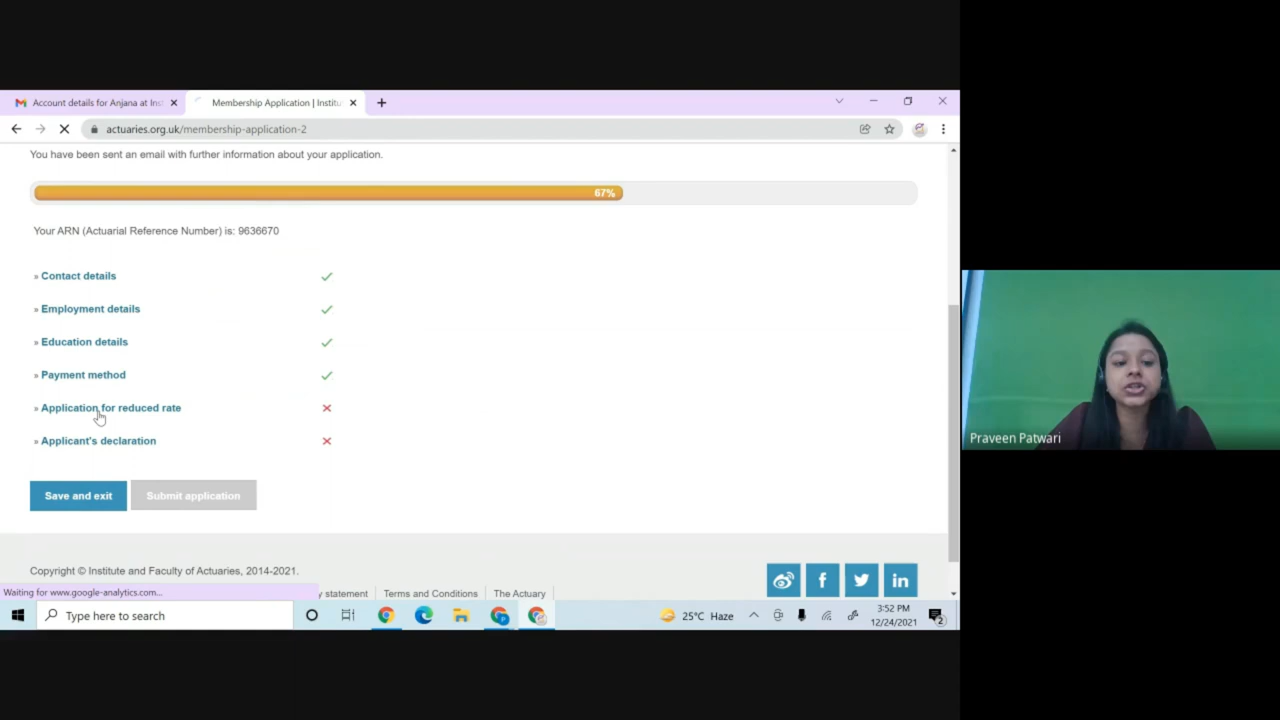 Account details for Anjana at Ins
Membership Application | Institu
actuaries.org.uk/membership-application-2
You have been sent an email with further information about your application.
67%
Your ARN (Actuarial Reference Number) is: 9636670
» Contact details
» Employment details
» Education details
» Payment method
» Application for reduced rate
» Applicant's declaration
Save and exit
Submit application
Praveen Patwari
Copyright © Institute and Faculty of Actuaries, 2014-2021.
f
in
Waiting for www.google-analytics.com...
y statement
Terms and Conditions
The Actuary
Type here to search
25°C Haze
3:52 PM
12/24/2021
2